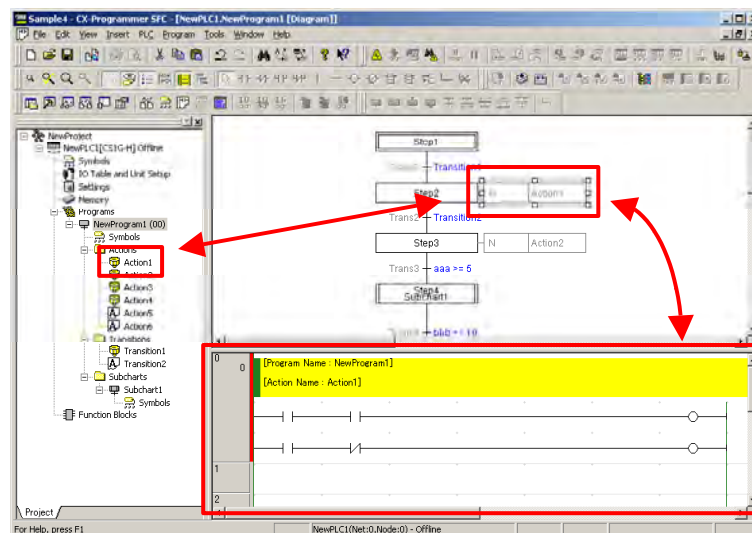 Sample4 - CX-Programmer SFC - [NewPLC1.NewProgram1 [Diagram]]
File Edit View Insert PLC Program Tools Window Help
NewProject
NewPLC1[CS1G-H] Offline
Symbols
IO Table and Unit Setup
Settings
Memory
Programs
NewProgram1 (00)
Symbols
Actions
Action1
Action2
Action3
Action4
Action5
Action6
Transitions
Transition1
Transition2
Subcharts
Subchart1
Symbols
Function Blocks
Project
Step1
Trans1 Transition1
Step2 N Action1
Trans2 Transition2
Step3 N Action2
Trans3 aaa >= 5
Step4
Subchart1
0 0 [Program Name : NewProgram1]
[Action Name : Action1]
1
2
For Help, press F1 NewPLC1(Net:0,Node:0) - Offline